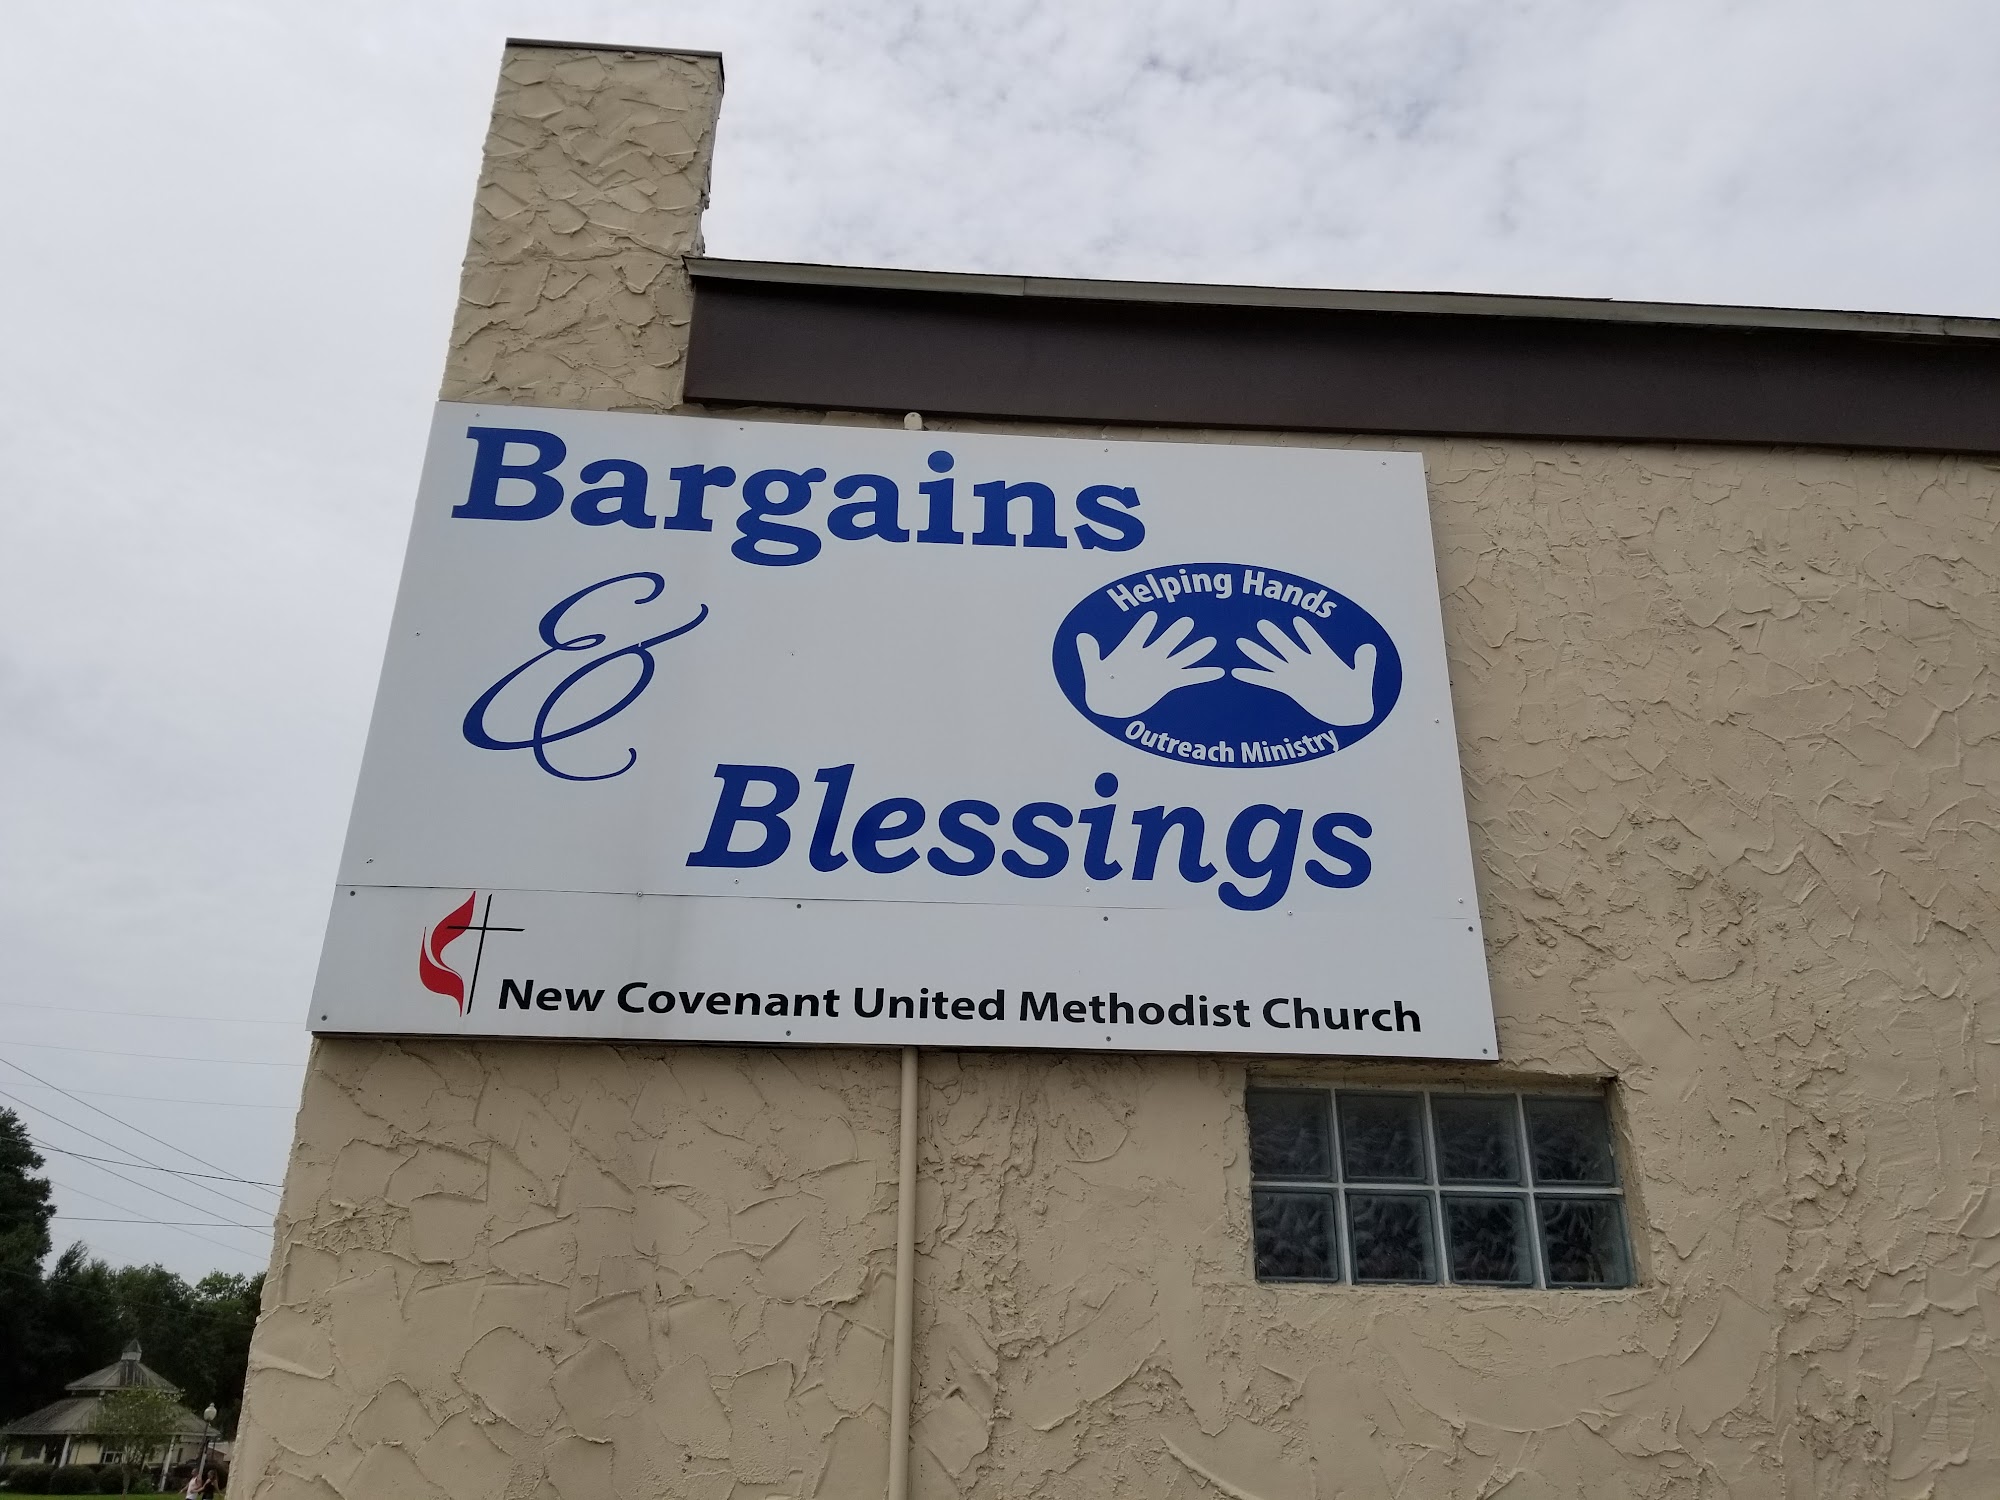 Bargains
&
Helping Hands
Outreach Ministry
Blessings
New Covenant United Methodist Church